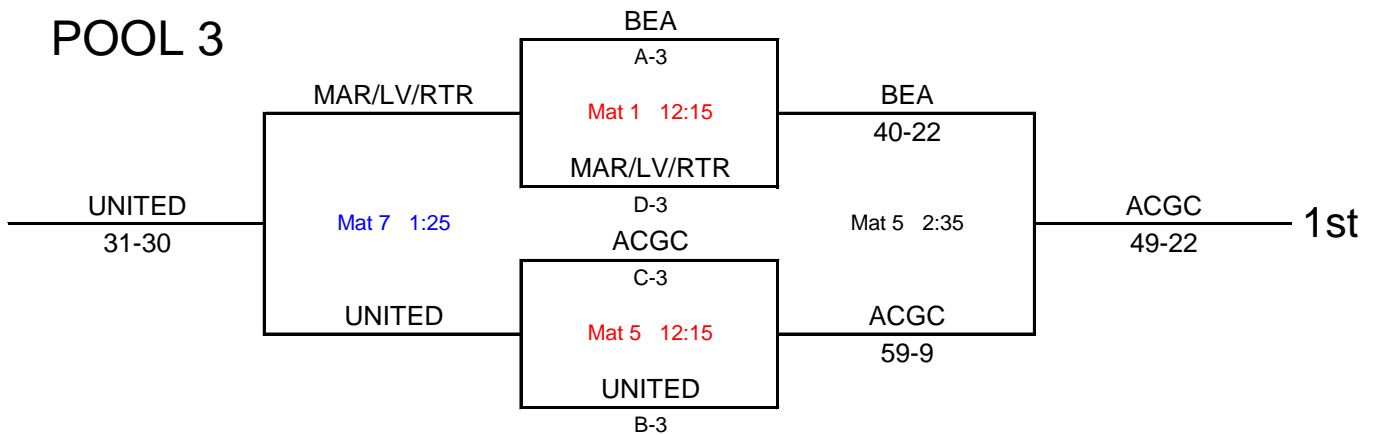 POOL 3
BEA
A-3
MAR/LV/RTR
Mat 1 12:15
BEA
40-22
MAR/LV/RTR
D-3
UNITED
31-30
Mat 7 1:25
Mat 5 2:35
ACGC
49-22
1st
ACGC
C-3
UNITED
Mat 5 12:15
ACGC
59-9
UNITED
B-3